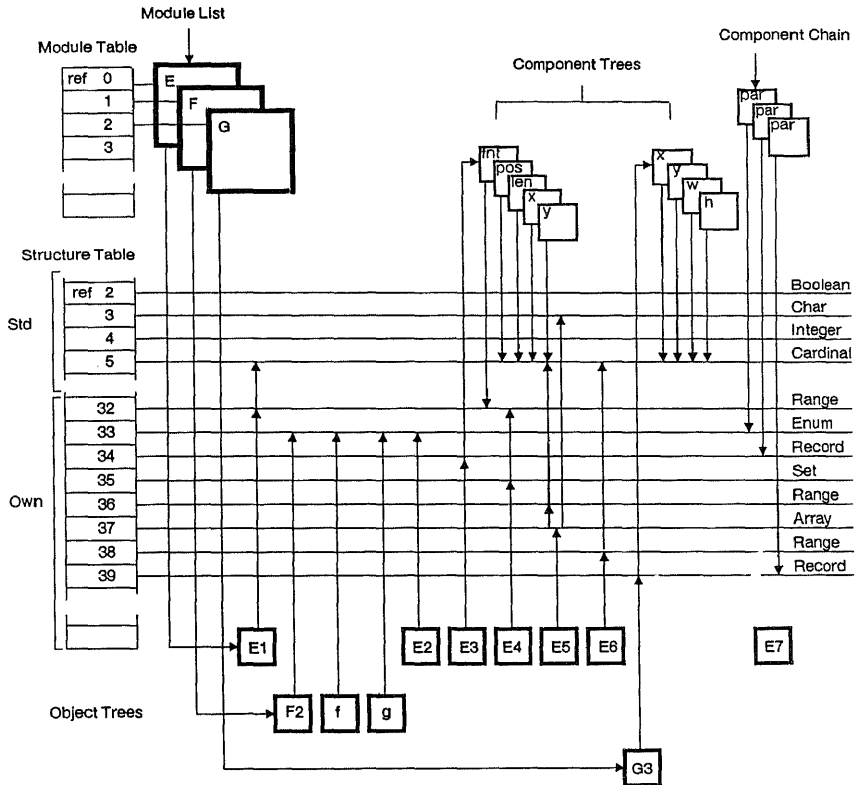 Module List
Module Table
Component Chain
Component Trees
ref 0
1
2
3
E
F
G
fnt
pos
len
x
y
x
y
w
h
par
par
par
Structure Table
Std
ref 2
3
4
5
Boolean
Char
Integer
Cardinal
Own
32
33
34
35
36
37
38
39
Range
Enum
Record
Set
Range
Array
Range
Record
E1
E2
E3
E4
E5
E6
E7
Object Trees
F2
f
g
G3